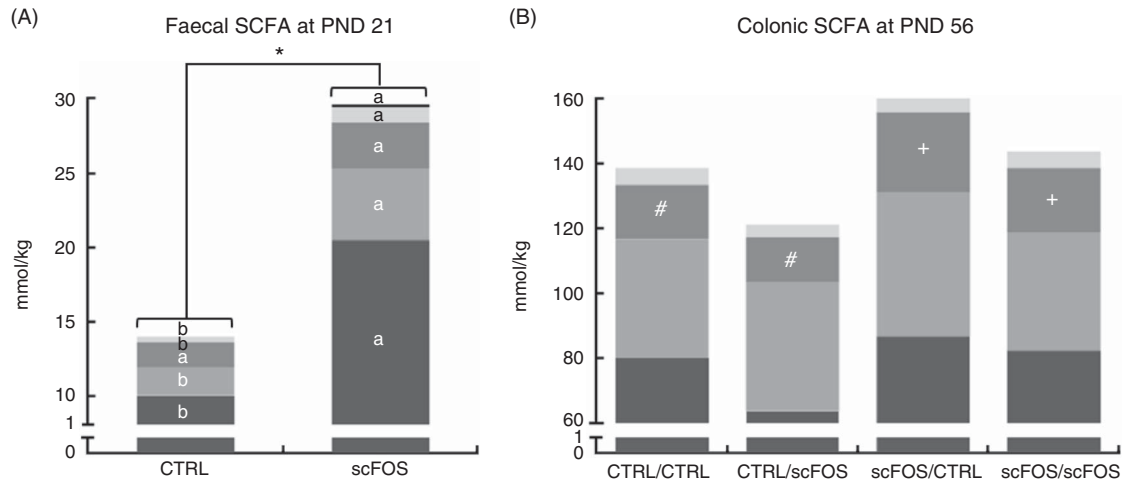 (A)
Faecal SCFA at PND 21
*
mmol/kg
30
25
20
15
10
1
0
b
b
a
b
b
a
a
a
a
a
CTRL
scFOS
(B)
Colonic SCFA at PND 56
mmol/kg
160
140
120
100
80
60
1
0
#
#
+
+
CTRL/CTRL
CTRL/scFOS
scFOS/CTRL
scFOS/scFOS